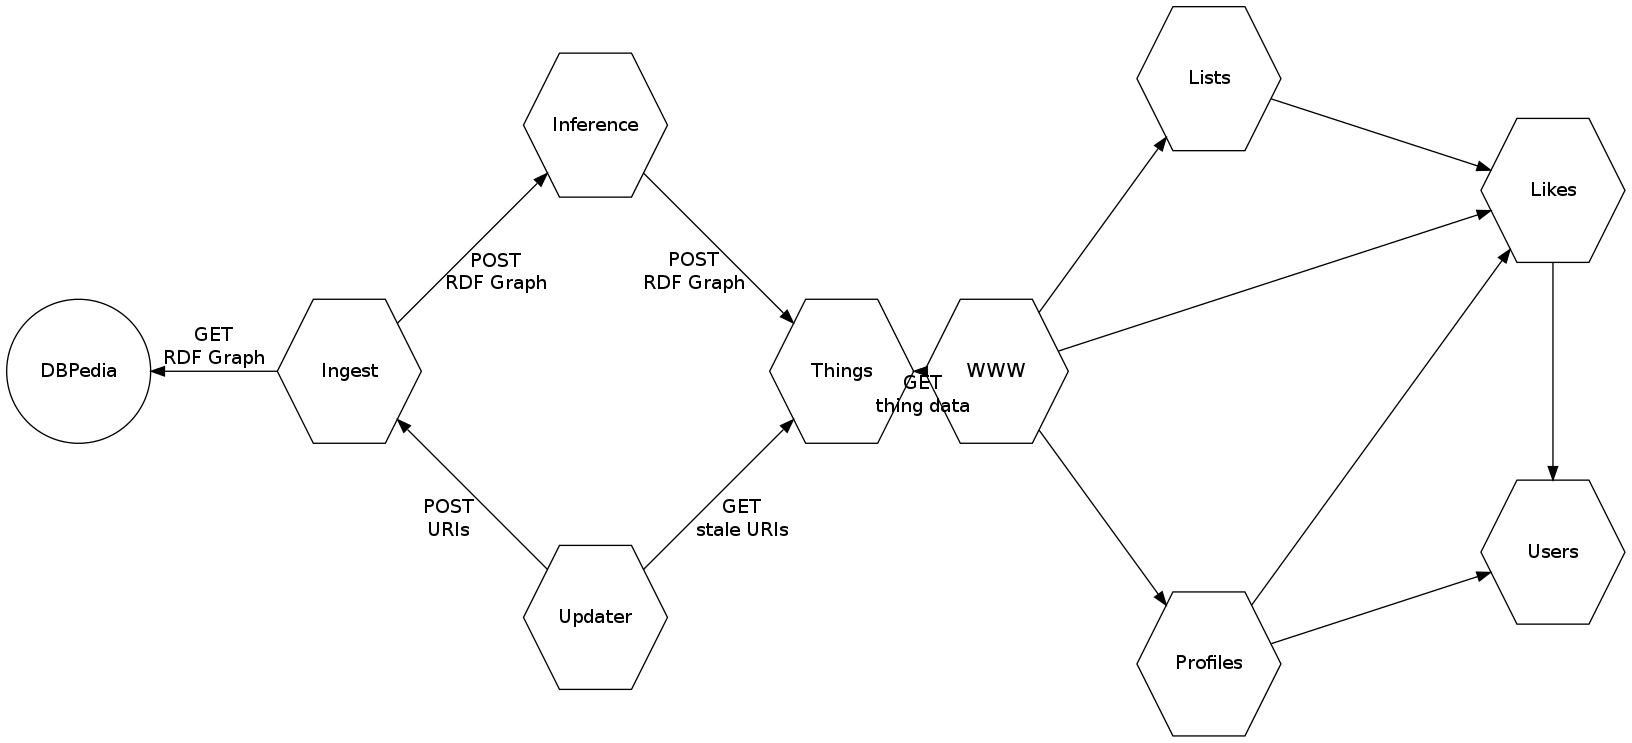 Lists
Inference
Likes
POST
RDF Graph
POST
RDF Graph
GET
RDF Graph
DBPedia
Ingest
Things
WWW
GET
thing data
POST
URIs
GET
stale URIs
Users
Updater
Profiles